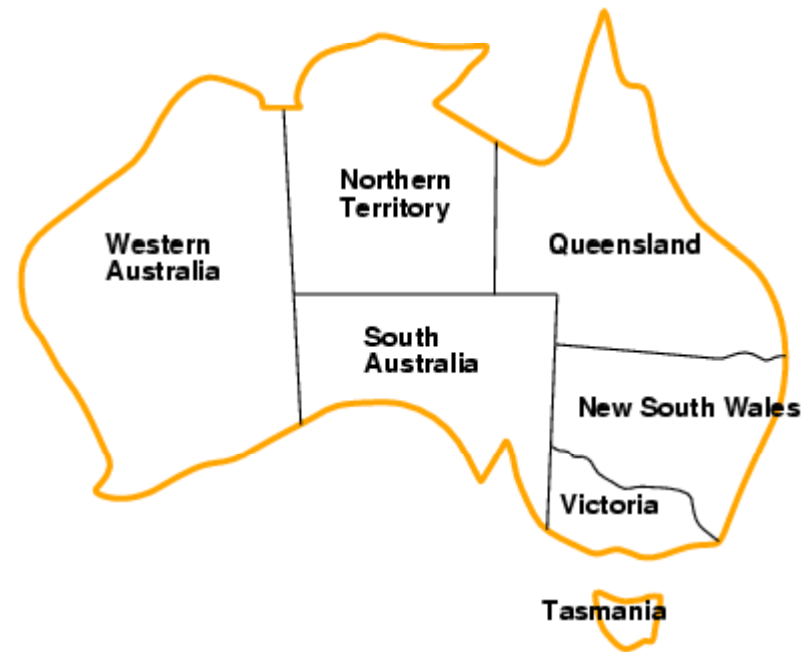 Northern
Territory
Western
Australia
Queensland
South
Australia
New South Wales
Victoria
Tasmania